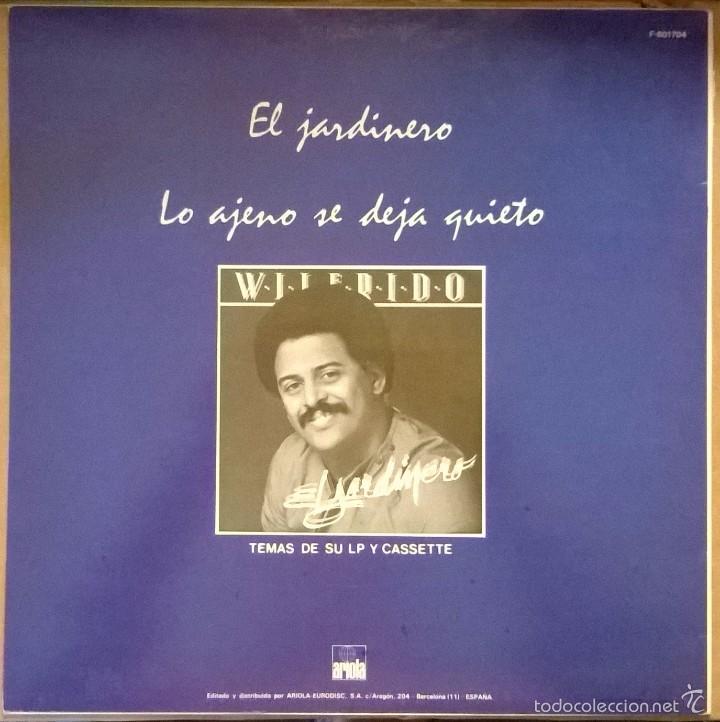 F-601704
El jardinero
Lo ajeno se deja quieto
W·I·L·F·R·I·D·O
El jardinero
TEMAS DE SU LP Y CASSETTE
ariola
Editado y distribuido por ARIOLA-EURODISC, S.A. c/Aragón, 204 - Barcelona (11) ESPAÑA
todocoleccion.net